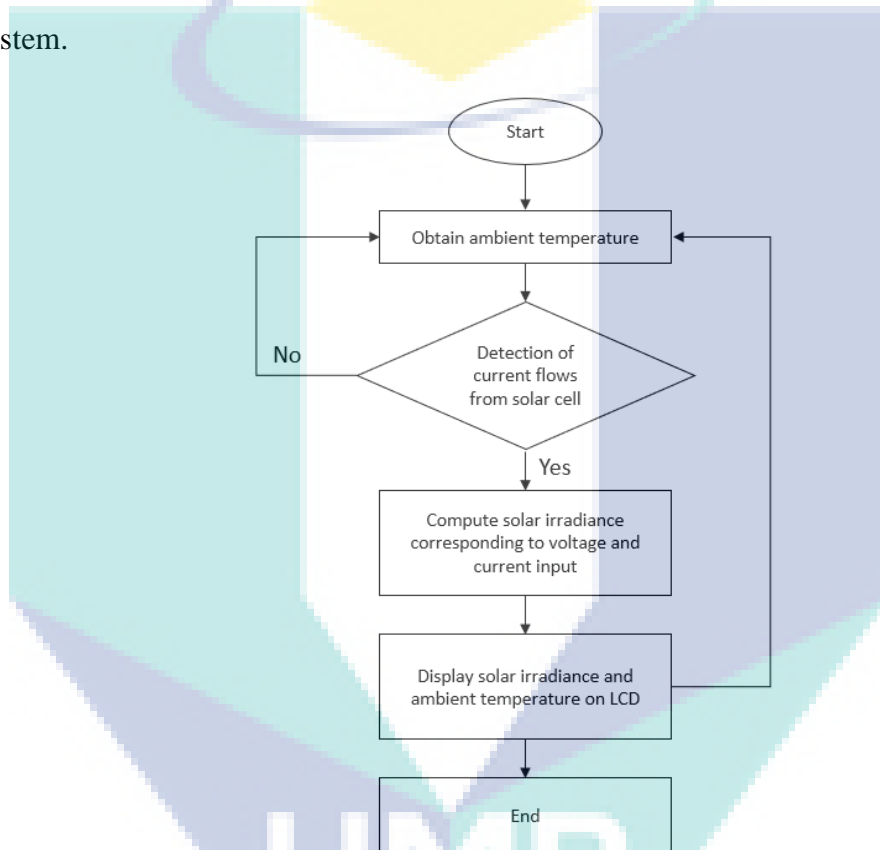 stem.
Start
Obtain ambient temperature
No
Detection of
current flows
from solar cell
Yes
Compute solar irradiance
corresponding to voltage and
current input
Display solar irradiance and
ambient temperature on LCD
End
UMP